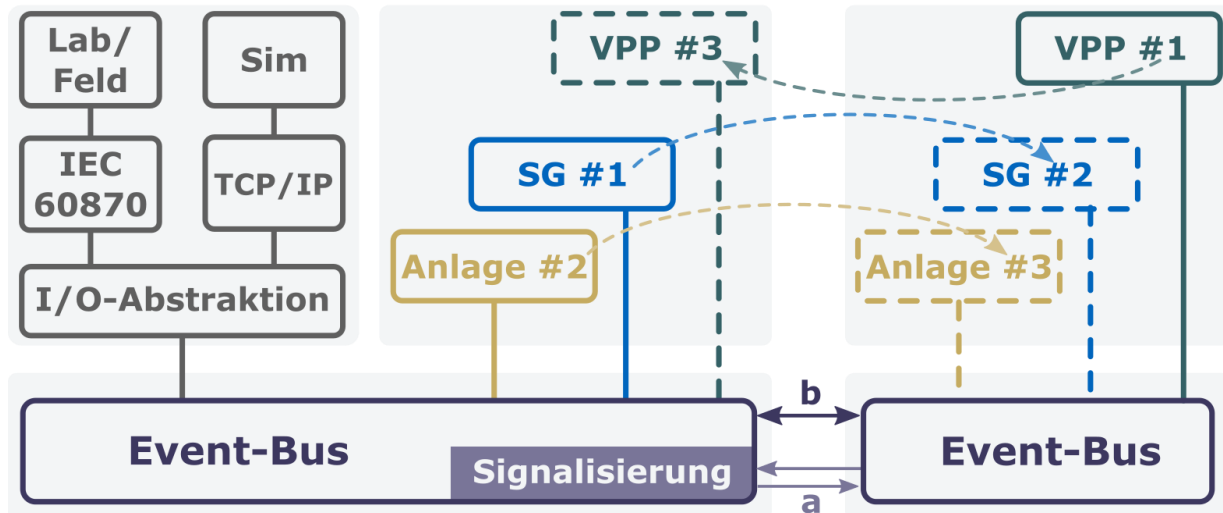 Lab/
Feld
Sim
IEC
60870
TCP/IP
I/O-Abstraktion
VPP #3
SG #1
Anlage #2
VPP #1
SG #2
Anlage #3
Event-Bus
Signalisierung
b
a
Event-Bus